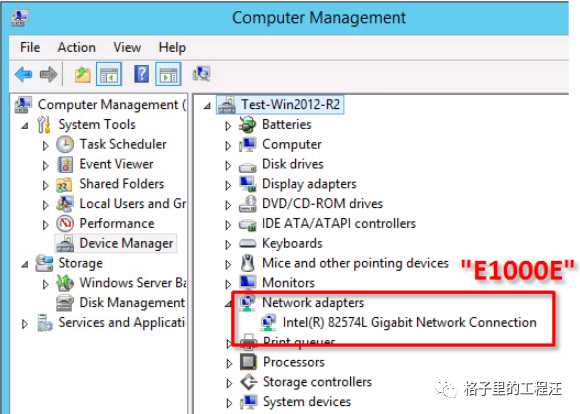 Computer Management
File Action View Help
Computer Management (
System Tools
Task Scheduler
Event Viewer
Shared Folders
Local Users and Gr
Performance
Device Manager
Storage
Windows Server Ba
Disk Management
Services and Applicati
Test-Win2012-R2
Batteries
Computer
Disk drives
Display adapters
DVD/CD-ROM drives
IDE ATA/ATAPI controllers
Keyboards
Mice and other pointing devices
"E1000E"
Monitors
Network adapters
Intel(R) 82574L Gigabit Network Connection
Print queues
Processors
Storage controllers
System devices
格子里的工程汪